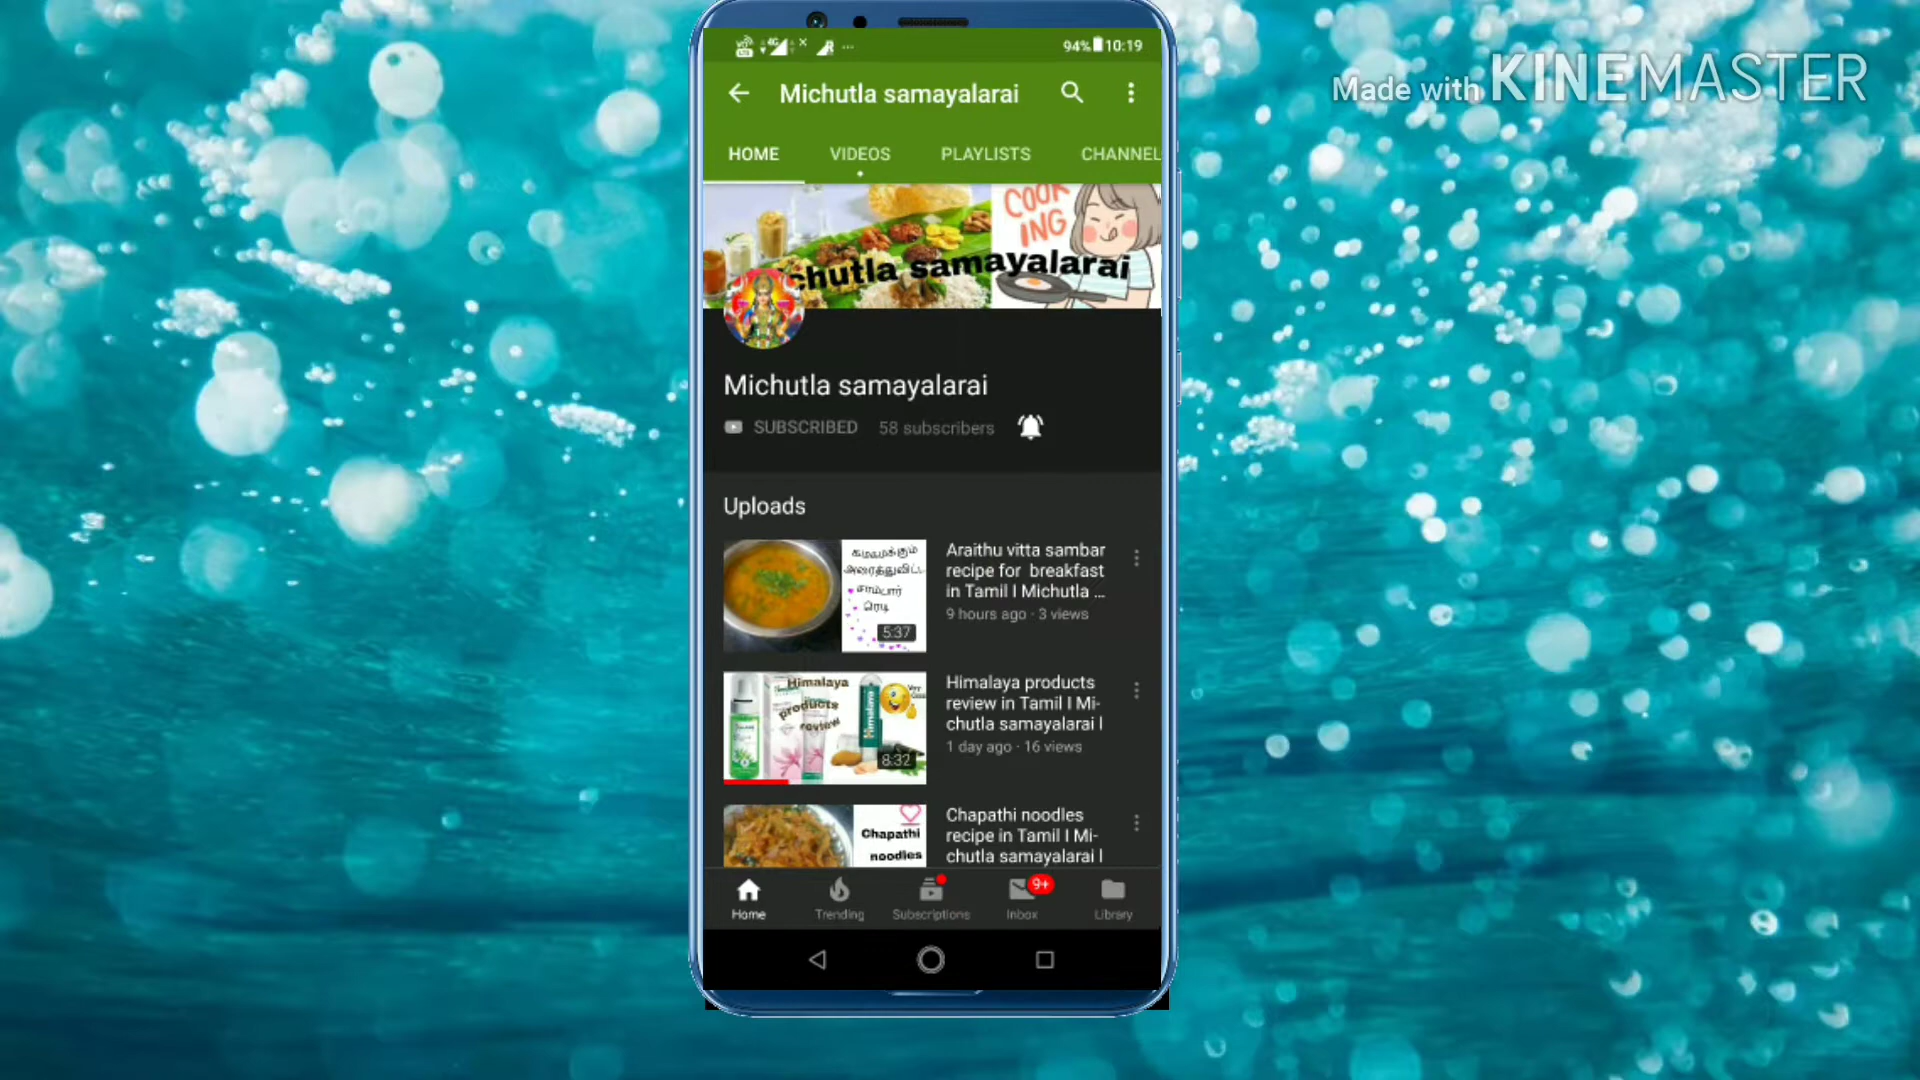 Made with KINEMASTER
94% 10:19
Michutla samayalarai
HOME VIDEOS PLAYLISTS CHANNEL
COOK
ING
chutla samayalarai
Michutla samayalarai
SUBSCRIBED 58 subscribers
Uploads
கமகமக்கும்
அரைத்துவிட்ட
சாம்பார்
ரெடி
5:37
Araithu vitta sambar
recipe for breakfast
in Tamil l Michutla ...
9 hours ago · 3 views
Himalaya
products
review
Himalaya
8:32
Himalaya products
review in Tamil l Mi-
chutla samayalarai l
1 day ago · 16 views
Chapathi
noodles
Chapathi noodles
recipe in Tamil l Mi-
chutla samayalarai l
9+
Home Trending Subscriptions Inbox Library